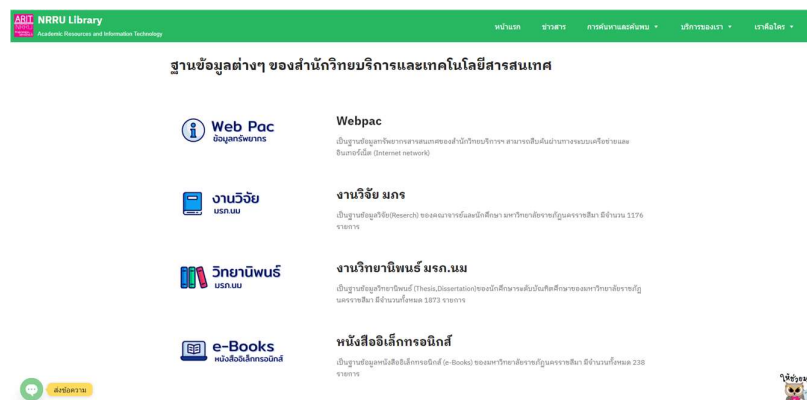 ARIT
NRRU
NRRU Library
Academic Resources and Information Technology
หน้าแรก
ข่าวสาร
การค้นหาและค้นพบ
บริการของเรา
เราคือใคร
ฐานข้อมูลต่างๆ ของสำนักวิทยบริการและเทคโนโลยีสารสนเทศ
Web Pac
ข้อมูลทรัพยากร
Webpac
เป็นฐานข้อมูลทรัพยากรสารสนเทศของสำนักวิทยบริการฯ สามารถสืบค้นผ่านทางระบบเครือข่ายและ
อินเทอร์เน็ต (Internet network)
งานวิจัย
มรภ.นม
งานวิจัย มภร
เป็นฐานข้อมูลวิจัย(Reserch) ของคณาจารย์และนักศึกษา มหาวิทยาลัยราชภัฏนครราชสีมา มีจำนวน 1176
รายการ
วิทยานิพนธ์
มรภ.นม
งานวิทยานิพนธ์ มรภ.นม
เป็นฐานข้อมูลวิทยานิพนธ์ (Thesis,Dissertation)ของนักศึกษาระดับบัณฑิตศึกษาของมหาวิทยาลัยราชภัฏ
นครราชสีมา มีจำนวนทั้งหมด 1873 รายการ
e-Books
หนังสืออิเล็กทรอนิกส์
หนังสืออิเล็กทรอนิกส์
เป็นฐานข้อมูลหนังสืออิเล็กทรอนิกส์ (e-Books) ของมหาวิทยาลัยราชภัฏนครราชสีมา มีจำนวนทั้งหมด 238
รายการ
ส่งข้อความ